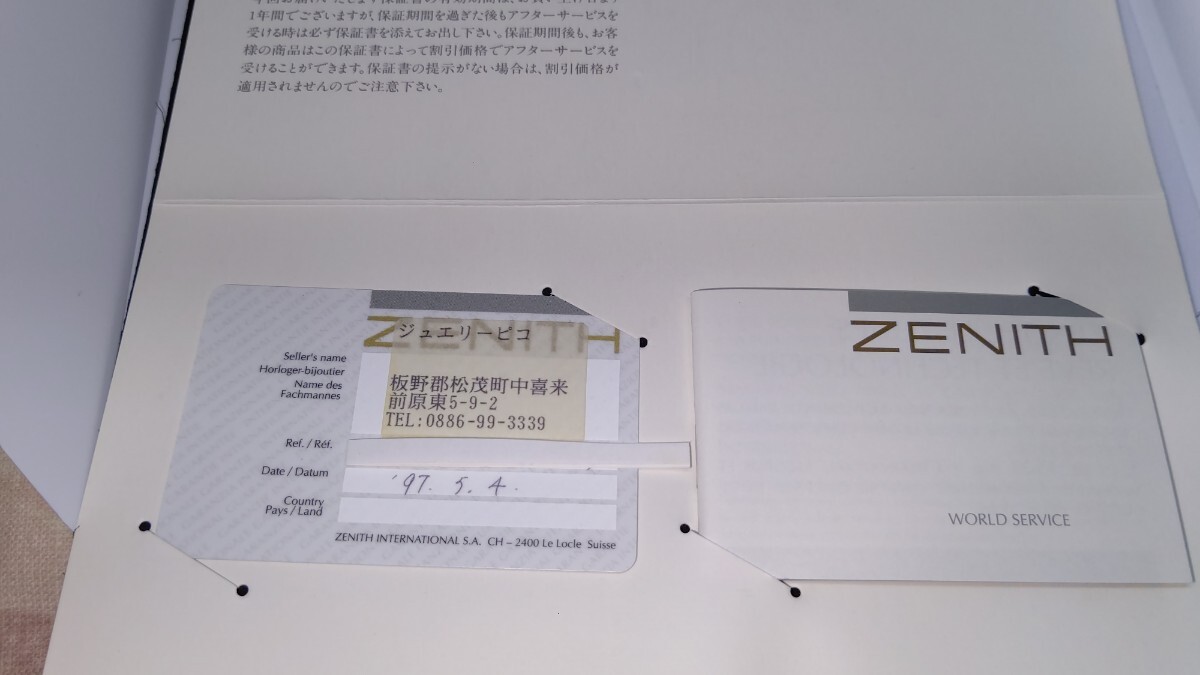 1年間でございますが、保証期間を過ぎた後もアフターサービスを
受ける時は必ず保証書を添えてお出し下さい。保証期間後も、お客
様の商品はこの保証書によって割引価格でアフターサービスを
受けることができます。保証書の提示がない場合は、割引価格が
適用されませんのでご注意下さい。
ZENITH
ジュエリーピコ
Seller's name
Horloger-bijoutier
Name des
Fachmannes
板野郡松茂町中喜来
前原東5-9-2
TEL:0886-99-3339
Ref. / Réf.
Date / Datum
'97. 5. 4.
Country
Pays / Land
ZENITH INTERNATIONAL S.A. CH – 2400 Le Locle Suisse
ZENITH
WORLD SERVICE